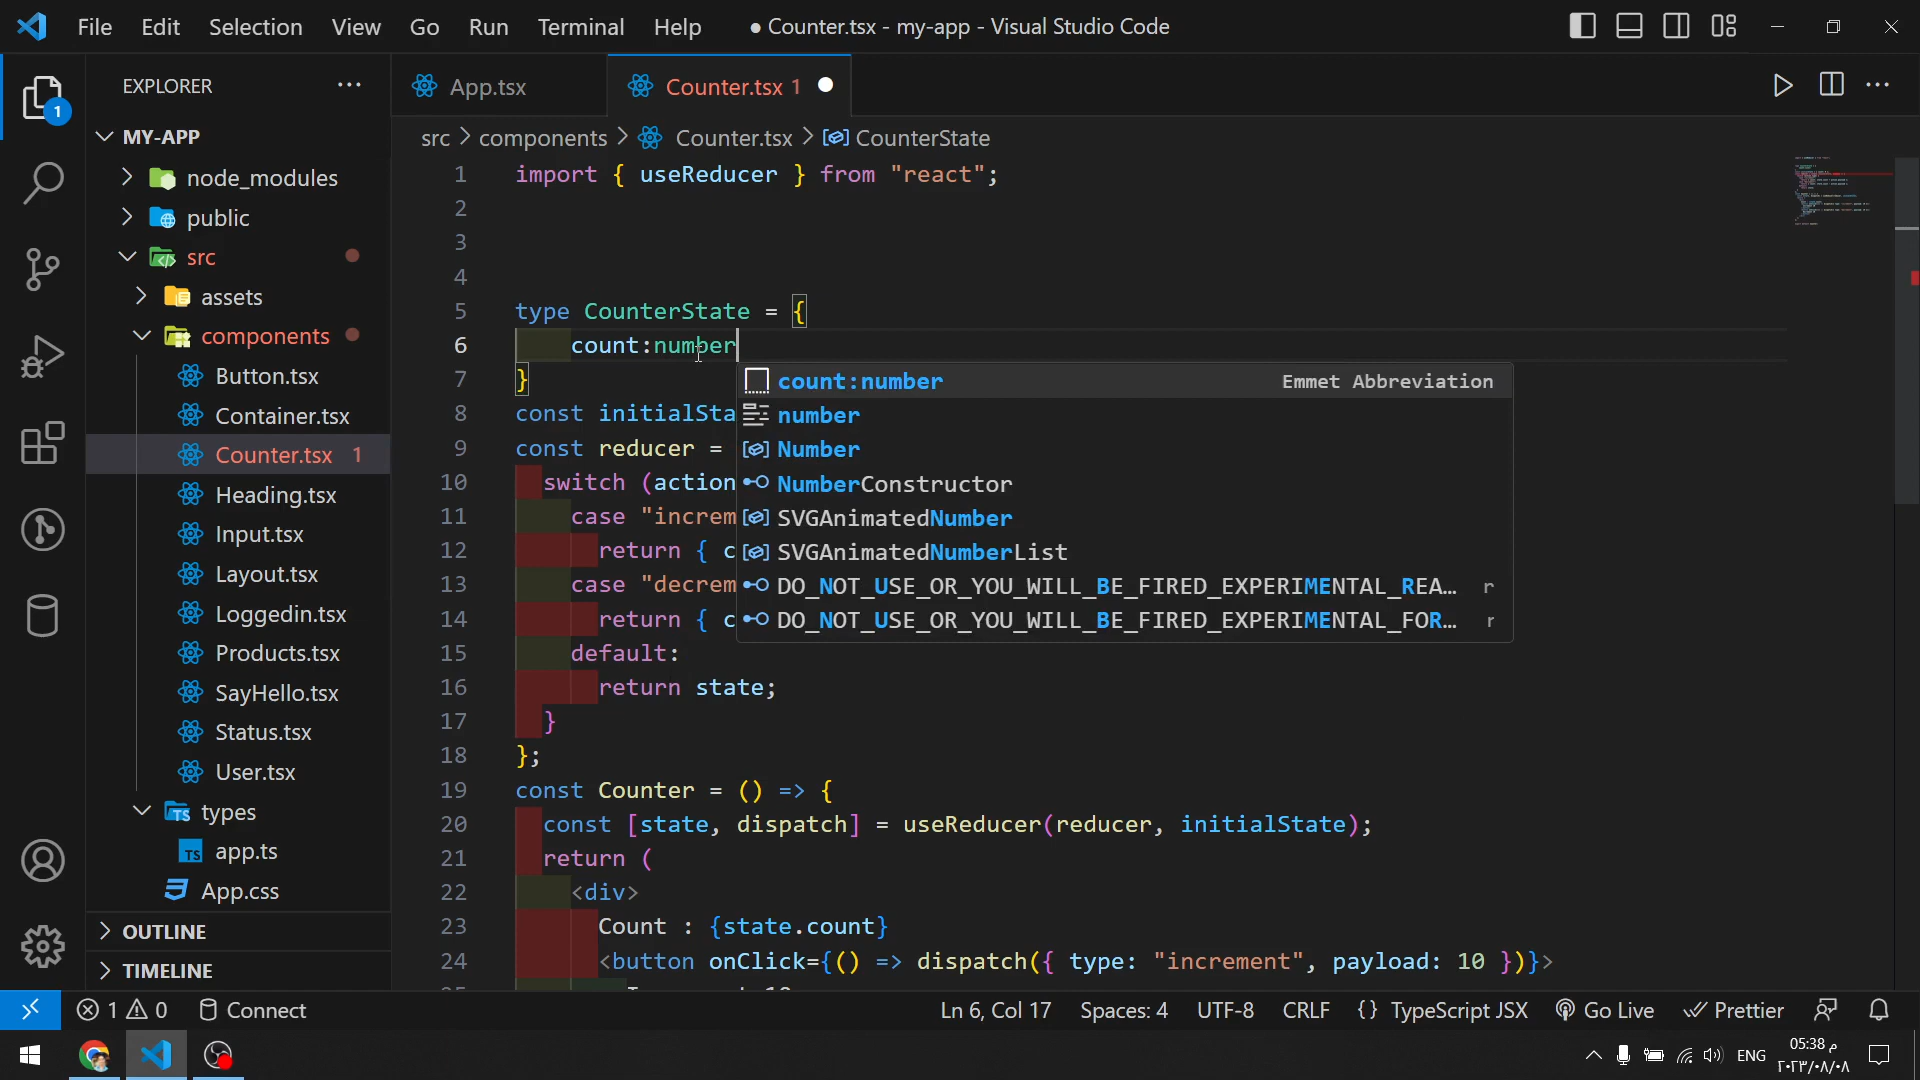 File Edit Selection View Go Run Terminal Help ● Counter.tsx - my-app - Visual Studio Code
EXPLORER ···
App.tsx
Counter.tsx 1
1
MY-APP
node_modules
public
src
assets
components
Button.tsx
Container.tsx
Counter.tsx 1
Heading.tsx
Input.tsx
Layout.tsx
Loggedin.tsx
Products.tsx
SayHello.tsx
Status.tsx
User.tsx
types
TS app.ts
App.css
OUTLINE
TIMELINE
src > components > Counter.tsx > CounterState
1 import { useReducer } from "react";
2
3
4
5 type CounterState = {
6 count:number
7 }
8 const initialSta
9 const reducer =
10 switch (action
11 case "increm
12 return { c
13 case "decrem
14 return { c
15 default:
16 return state;
17 }
18 };
19 const Counter = () => {
20 const [state, dispatch] = useReducer(reducer, initialState);
21 return (
22 <div>
23 Count : {state.count}
24 <button onClick={() => dispatch({ type: "increment", payload: 10 })}>
count:number Emmet Abbreviation
number
Number
NumberConstructor
SVGAnimatedNumber
SVGAnimatedNumberList
DO_NOT_USE_OR_YOU_WILL_BE_FIRED_EXPERIMENTAL_REA… r
DO_NOT_USE_OR_YOU_WILL_BE_FIRED_EXPERIMENTAL_FOR… r
1 0 Connect
Ln 6, Col 17 Spaces: 4 UTF-8 CRLF {} TypeScript JSX Go Live Prettier
ENG
05:38 م
٢٠٢٣/٠٨/٠٨